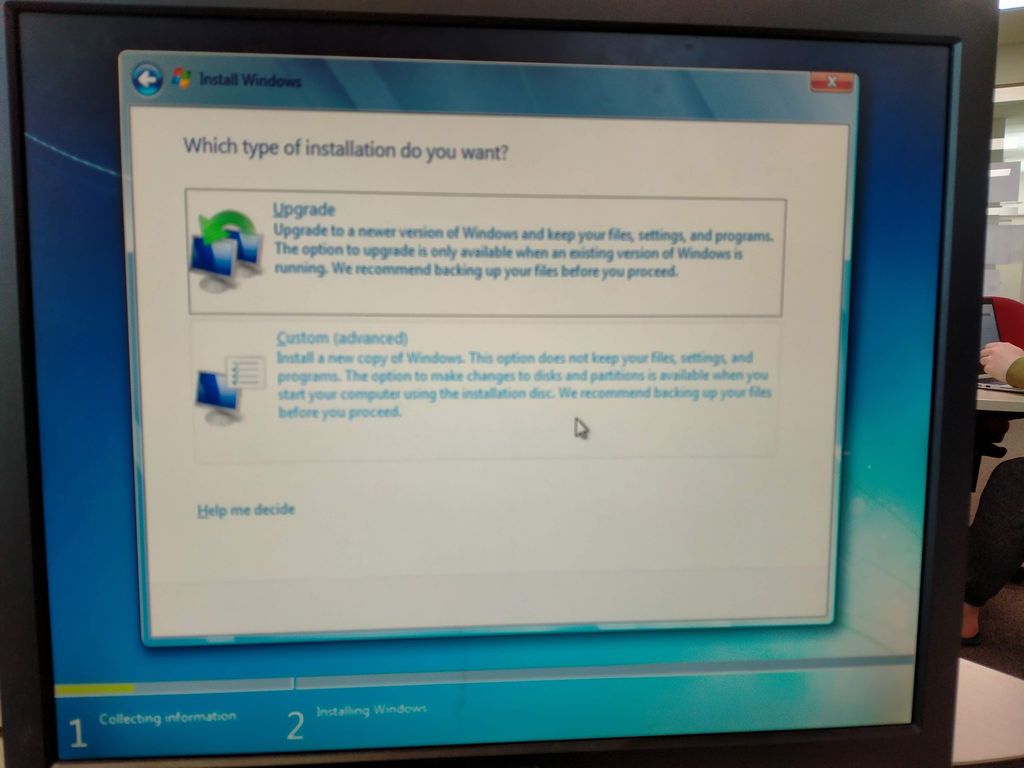 Install Windows
Which type of installation do you want?
Upgrade
Upgrade to a newer version of Windows and keep your files, settings, and programs.
The option to upgrade is only available when an existing version of Windows is
running. We recommend backing up your files before you proceed.
Custom (advanced)
Install a new copy of Windows. This option does not keep your files, settings, and
programs. The option to make changes to disks and partitions is available when you
start your computer using the installation disc. We recommend backing up your files
before you proceed.
Help me decide
1 Collecting information
2 Installing Windows